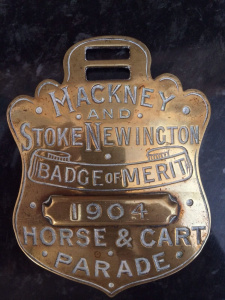 HACKNEY
AND
STOKE NEWINGTON
BADGE OF MERIT
1904
HORSE & CART
PARADE